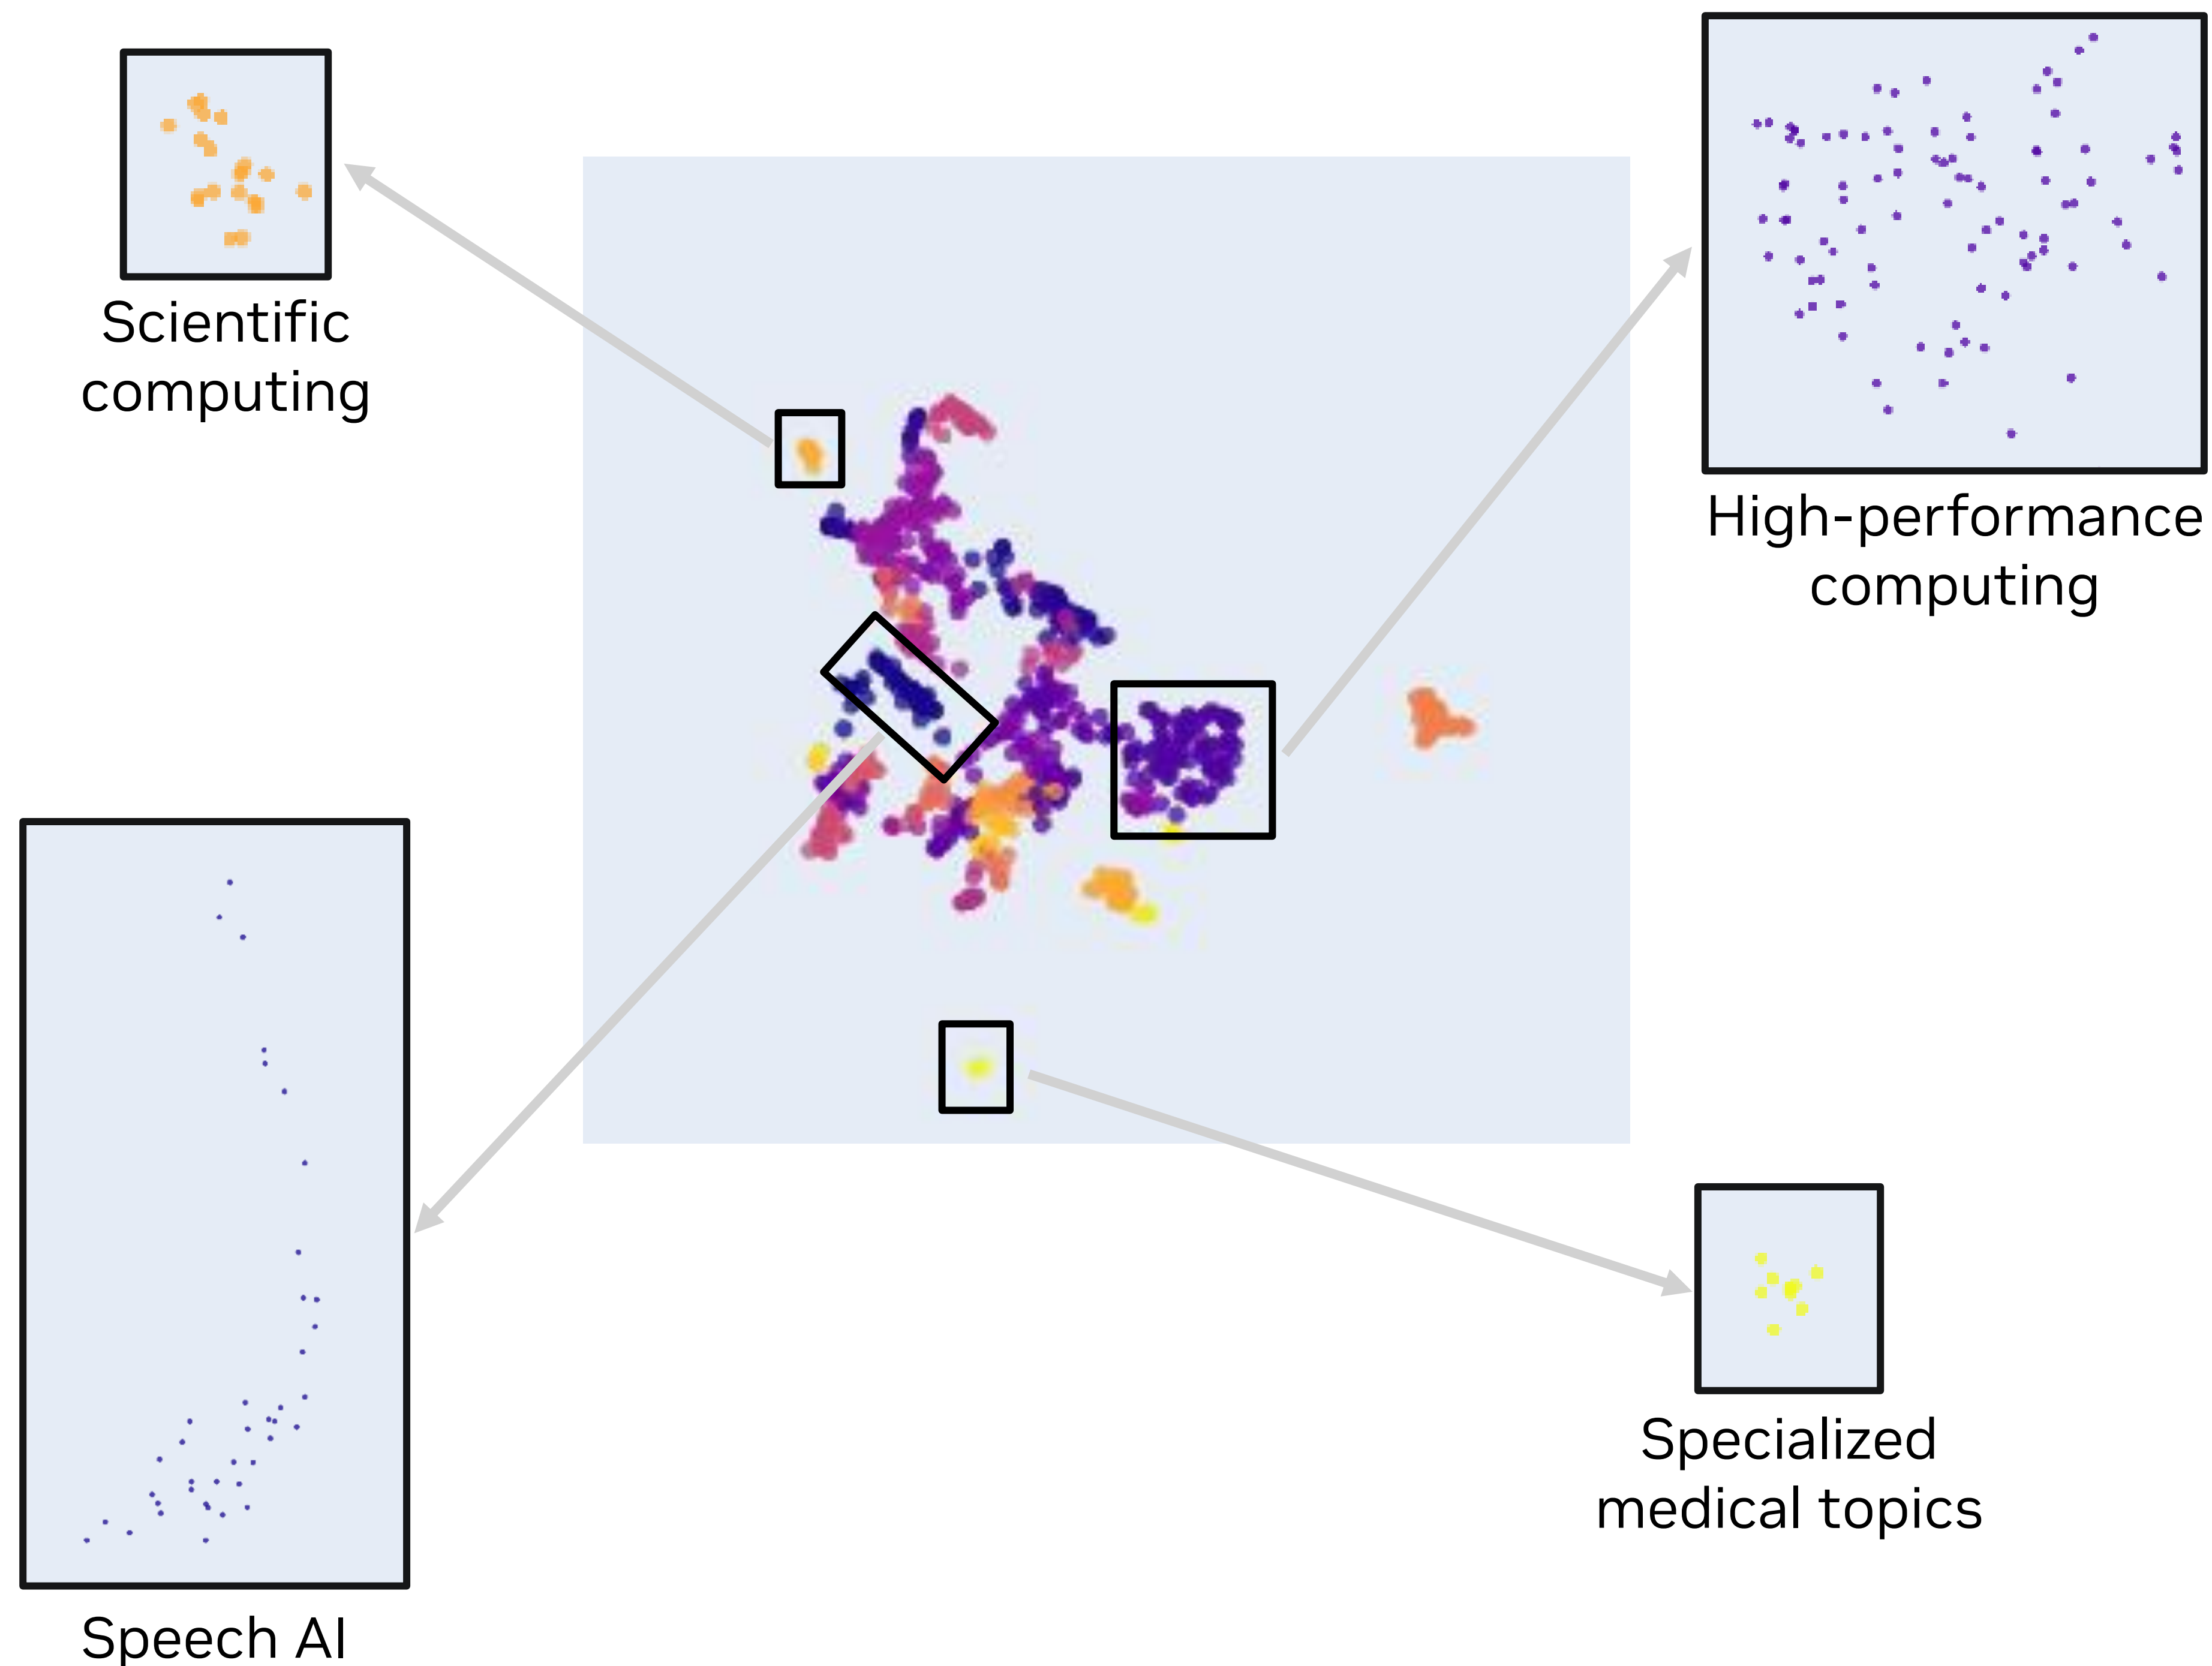 Scientific
computing
High-performance
computing
Specialized
medical topics
Speech AI